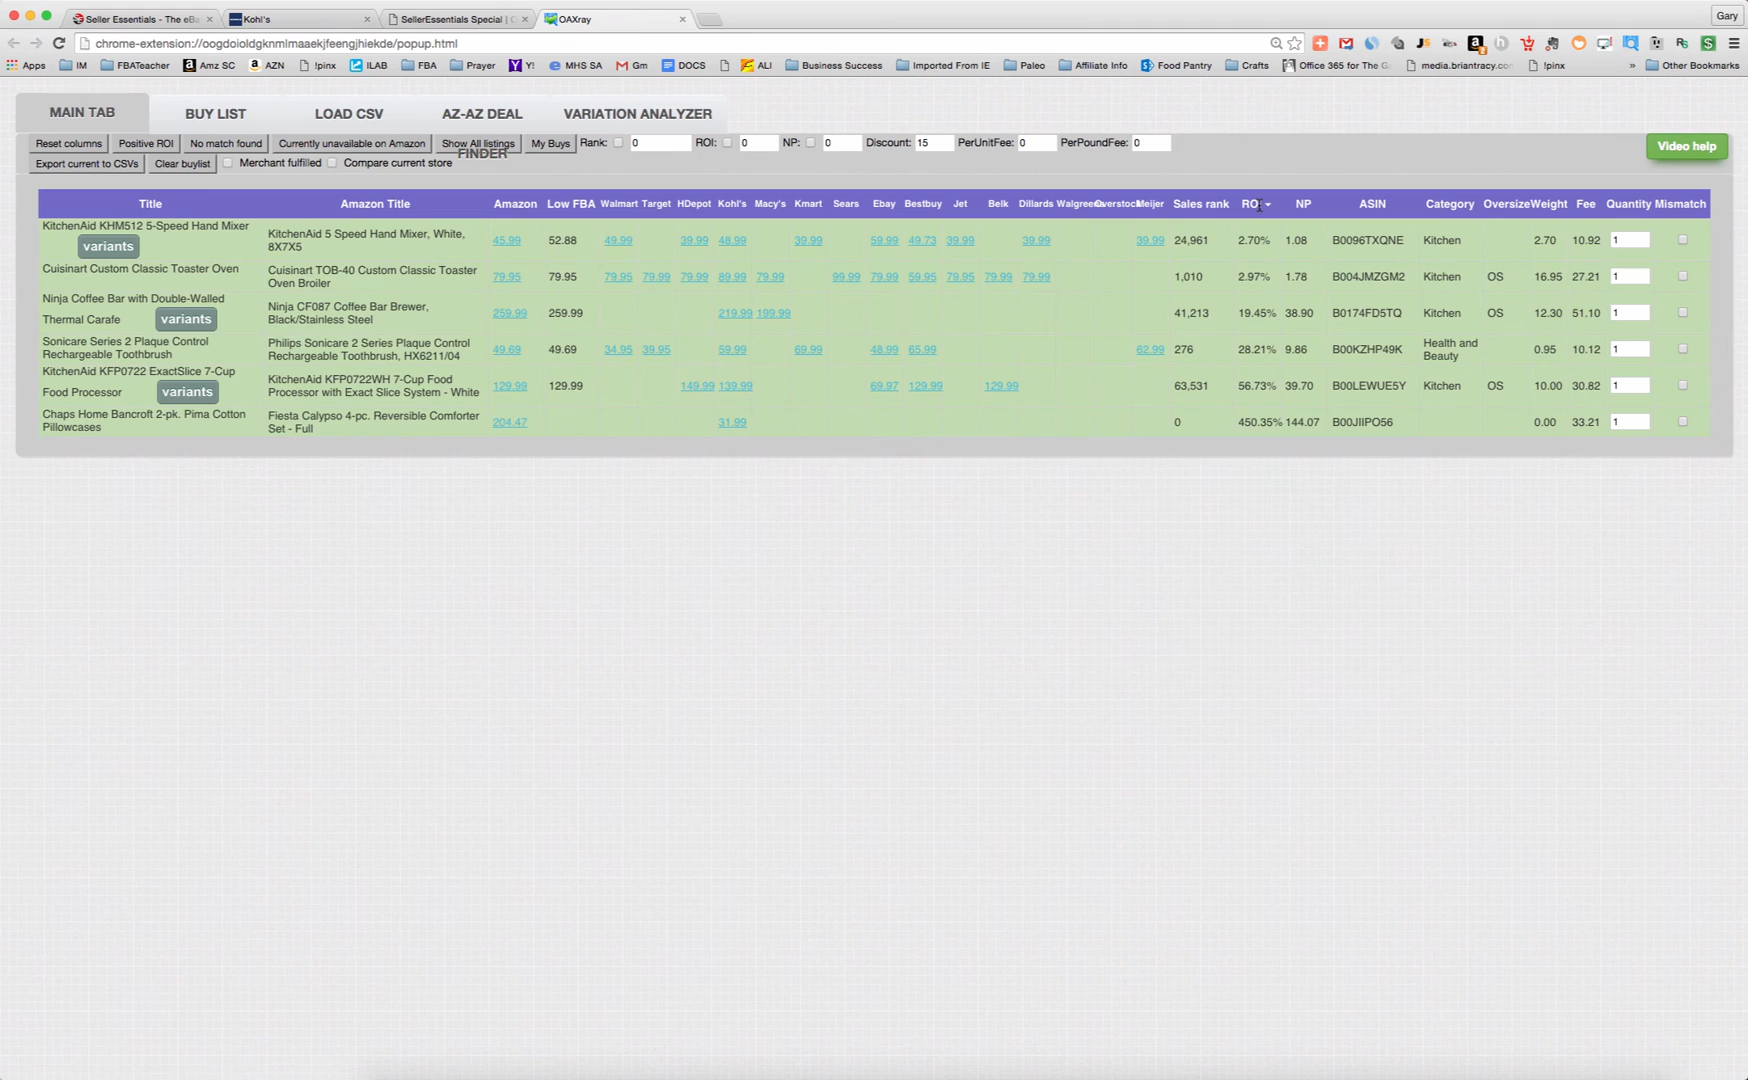 Seller Essentials - The eBa
Kohl's
SellerEssentials Special | C
OAXray
Gary
chrome-extension://oogdoioldgknmlmaaekjfeengjhiekde/popup.html
Apps IM FBATeacher Amz SC AZN !pinx ILAB FBA Prayer Y! MHS SA Gm DOCS ALI Business Success Imported From IE Paleo Affiliate Info Food Pantry Crafts Office 365 for The G media.briantracy.co !pinx » Other Bookmarks
MAIN TAB BUY LIST LOAD CSV AZ-AZ DEAL FINDER VARIATION ANALYZER
Reset columns Positive ROI No match found Currently unavailable on Amazon Show All listings My Buys Rank: 0 ROI: 0 NP: 0 Discount: 15 PerUnitFee: 0 PerPoundFee: 0
Video help
Export current to CSVs Clear buylist Merchant fulfilled Compare current store
Title Amazon Title Amazon Low FBA Walmart Target HDepot Kohl's Macy's Kmart Sears Ebay Bestbuy Jet Belk Dillards Walgreens Overstock Meijer Sales rank ROI NP ASIN Category Oversize Weight Fee Quantity Mismatch
KitchenAid KHM512 5-Speed Hand Mixer
variants
KitchenAid 5 Speed Hand Mixer, White,
8X7X5
45.99 52.88 49.99 39.99 48.99 39.99 59.99 49.73 39.99 39.99 39.99 24,961 2.70% 1.08 B0096TXQNE Kitchen 2.70 10.92 1
Cuisinart Custom Classic Toaster Oven
Cuisinart TOB-40 Custom Classic Toaster
Oven Broiler
79.95 79.95 79.95 79.99 79.99 89.99 79.99 99.99 79.99 59.95 79.95 79.99 79.99 1,010 2.97% 1.78 B004JMZGM2 Kitchen OS 16.95 27.21 1
Ninja Coffee Bar with Double-Walled
Thermal Carafe variants
Ninja CF087 Coffee Bar Brewer,
Black/Stainless Steel
259.99 259.99 219.99 199.99 41,213 19.45% 38.90 B0174FD5TQ Kitchen OS 12.30 51.10 1
Sonicare Series 2 Plaque Control
Rechargeable Toothbrush
Philips Sonicare 2 Series Plaque Control
Rechargeable Toothbrush, HX6211/04
49.69 49.69 34.95 39.95 59.99 69.99 48.99 65.99 62.99 276 28.21% 9.86 B00KZHP49K Health and
Beauty
0.95 10.12 1
KitchenAid KFP0722 ExactSlice 7-Cup
Food Processor variants
KitchenAid KFP0722WH 7-Cup Food
Processor with Exact Slice System - White
129.99 129.99 149.99 139.99 69.97 129.99 129.99 63,531 56.73% 39.70 B00LEWUE5Y Kitchen OS 10.00 30.82 1
Chaps Home Bancroft 2-pk. Pima Cotton
Pillowcases
Fiesta Calypso 4-pc. Reversible Comforter
Set - Full
204.47 31.99 0 450.35% 144.07 B00JIIPO56 0.00 33.21 1